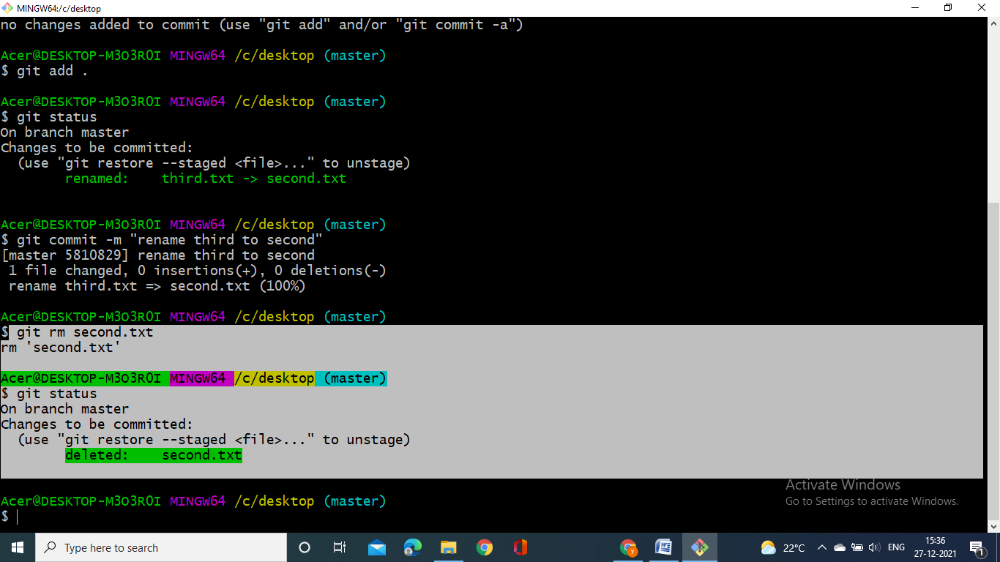 MINGW64:/c/desktop
no changes added to commit (use "git add" and/or "git commit -a")
Acer@DESKTOP-M3O3R0I MINGW64 /c/desktop (master)
$ git add .
Acer@DESKTOP-M3O3R0I MINGW64 /c/desktop (master)
$ git status
On branch master
Changes to be committed:
  (use "git restore --staged <file>..." to unstage)
        renamed:    third.txt -> second.txt
Acer@DESKTOP-M3O3R0I MINGW64 /c/desktop (master)
$ git commit -m "rename third to second"
[master 5810829] rename third to second
 1 file changed, 0 insertions(+), 0 deletions(-)
 rename third.txt => second.txt (100%)
Acer@DESKTOP-M3O3R0I MINGW64 /c/desktop (master)
$ git rm second.txt
rm 'second.txt'
Acer@DESKTOP-M3O3R0I MINGW64 /c/desktop (master)
$ git status
On branch master
Changes to be committed:
  (use "git restore --staged <file>..." to unstage)
        deleted:    second.txt
Activate Windows
Go to Settings to activate Windows.
Acer@DESKTOP-M3O3R0I MINGW64 /c/desktop (master)
$
Type here to search
y
W
22°C
ENG
15:36
27-12-2021
1